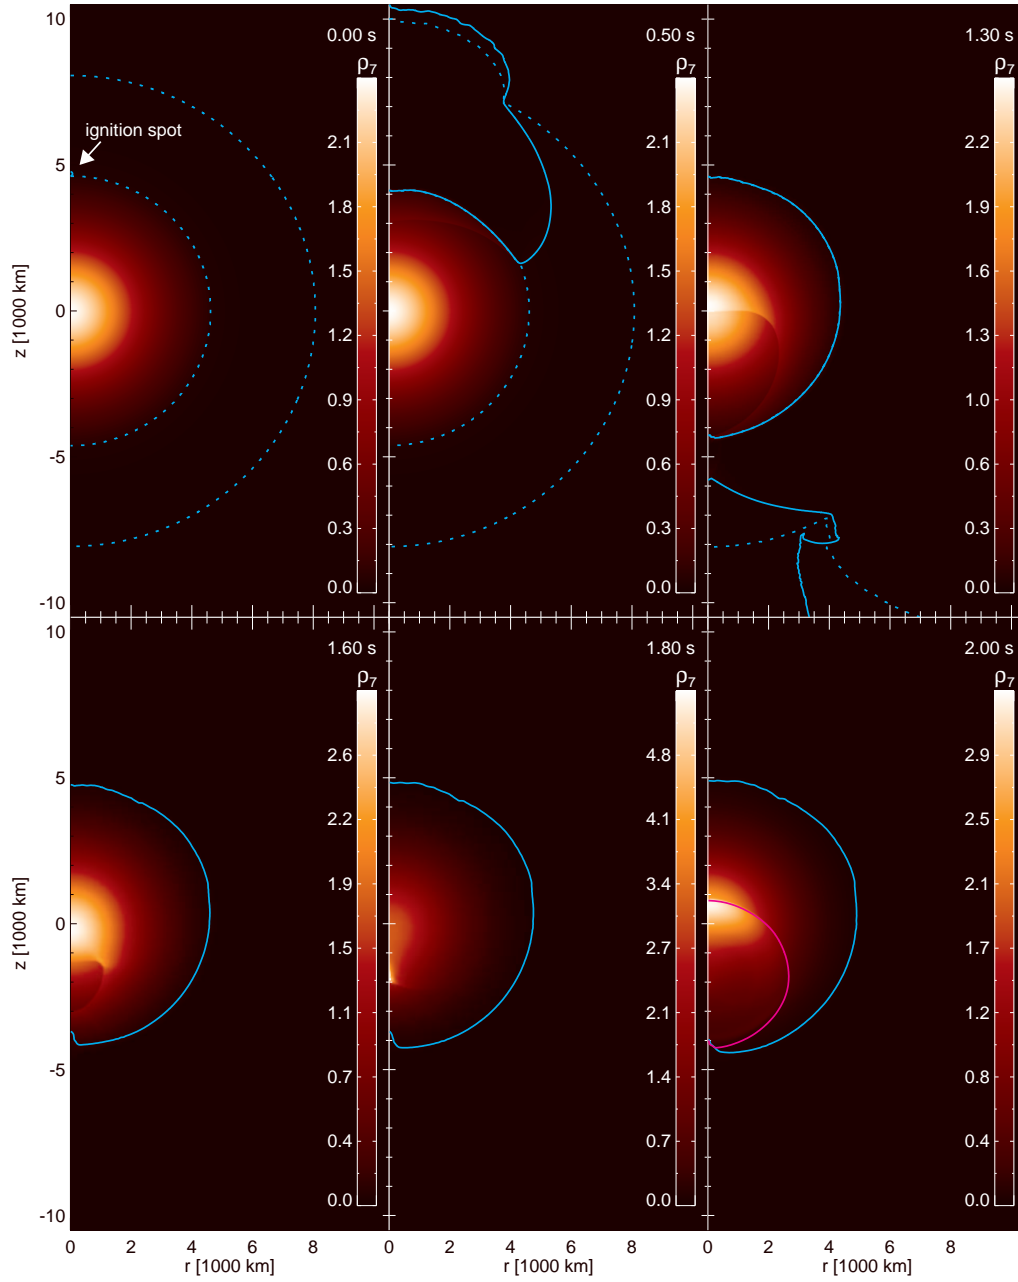 10
5
0
-5
-10
z [1000 km]
0.00 s
ρ7
2.1
1.8
1.5
1.2
0.9
0.6
0.3
0.0
ignition spot
0.50 s
ρ7
2.1
1.8
1.5
1.2
0.9
0.6
0.3
0.0
1.30 s
ρ7
2.2
1.9
1.6
1.3
1.0
0.6
0.3
0.0
10
5
0
-5
-10
z [1000 km]
1.60 s
ρ7
2.6
2.2
1.9
1.5
1.1
0.7
0.4
0.0
1.80 s
ρ7
4.8
4.1
3.4
2.7
2.1
1.4
0.7
0.0
2.00 s
ρ7
2.9
2.5
2.1
1.7
1.2
0.8
0.4
0.0
0 2 4 6 8
r [1000 km]
0 2 4 6 8
r [1000 km]
0 2 4 6 8
r [1000 km]